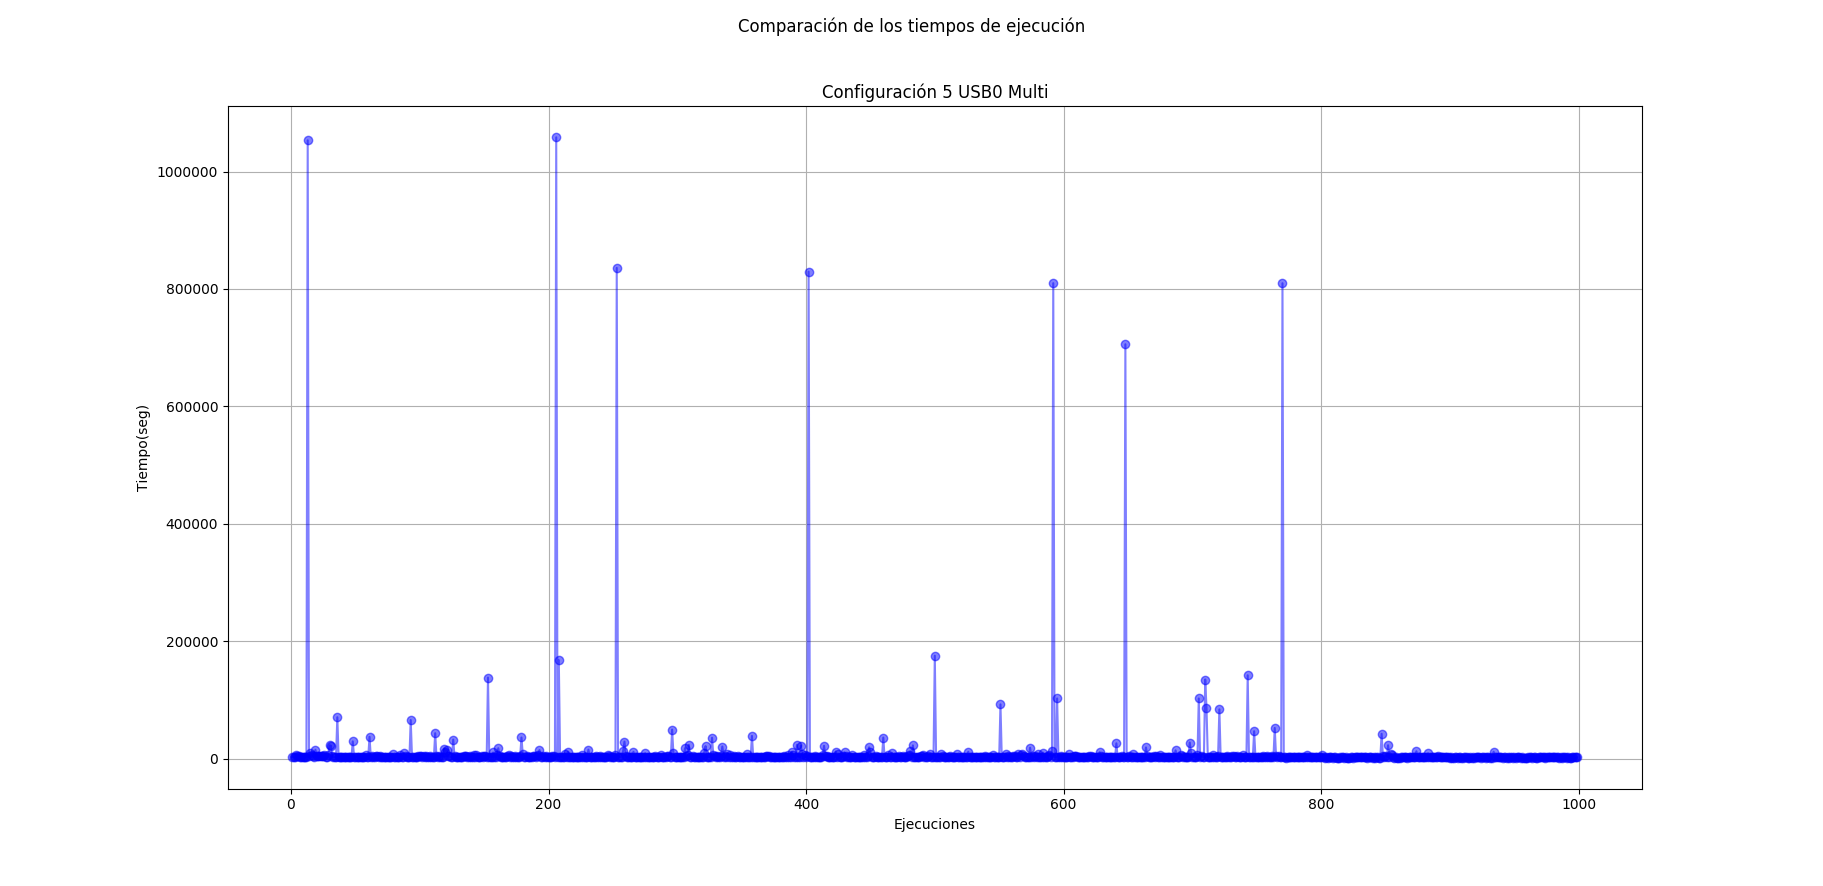 Comparación de los tiempos de ejecución
Configuración 5 USB0 Multi
1000000
800000
600000
400000
200000
0
Tiempo(seg)
0 200 400 600 800 1000
Ejecuciones